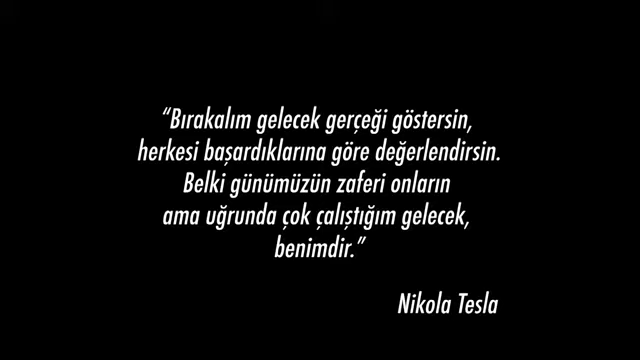 “Bırakalım gelecek gerçeği göstersin,
herkesi başardıklarına göre değerlendirsin.
Belki günümüzün zaferi onların
ama uğrunda çok çalıştığım gelecek,
benimdir.”
Nikola Tesla